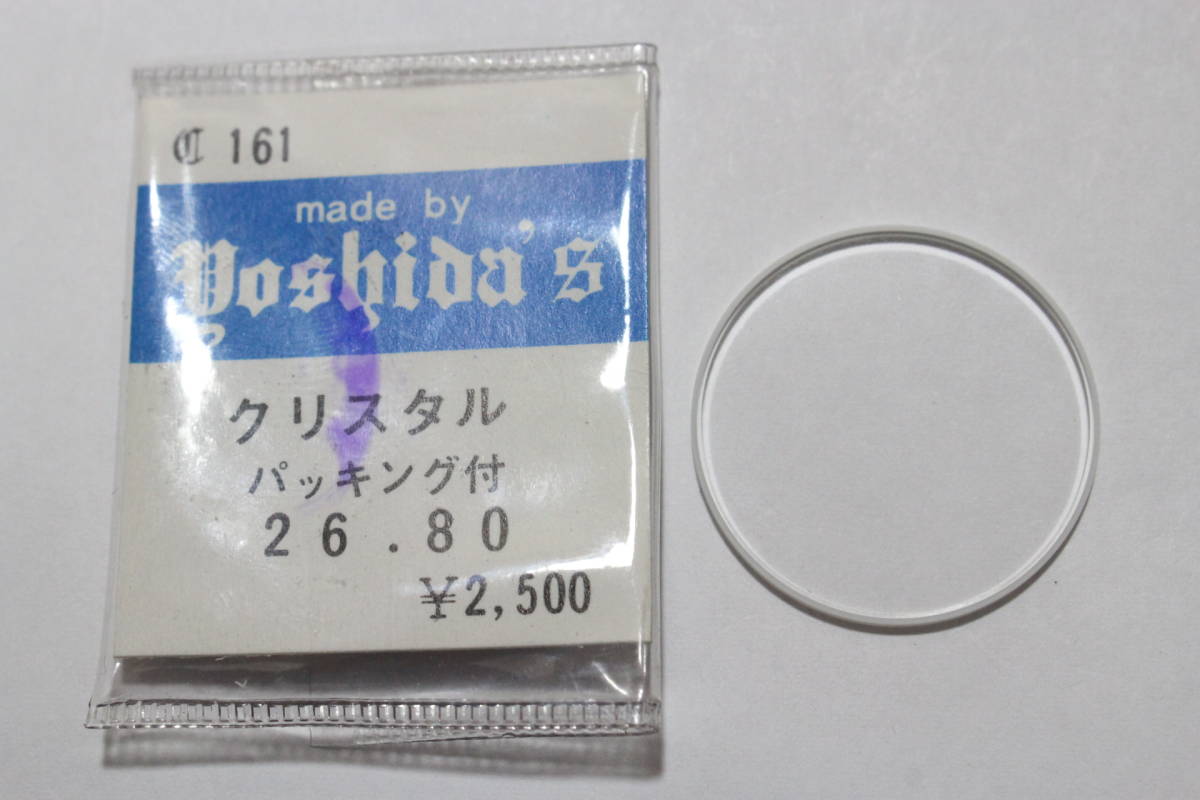 ℭ 161
made by
Yoshida's
クリスタル
パッキング付
26.80
¥2,500